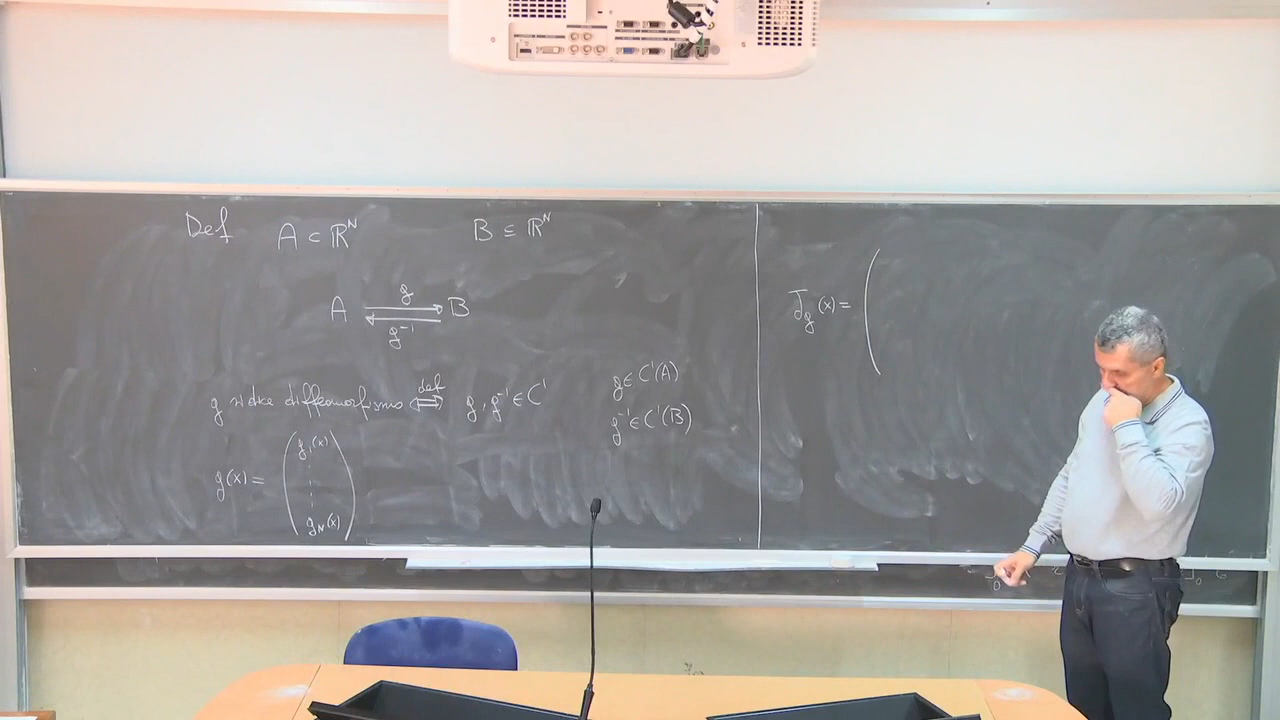 Def A ⊂ ℝᴺ B ⊆ ℝᴺ
g
A ⇄ B
g⁻¹
g si dice diffeomorfismo ⇔ def g, g⁻¹ ∈ C¹
g ∈ C¹(A)
g⁻¹ ∈ C¹(B)
g(x) = ( g₁(x)
⋮
g_N(x) )
J_g(x) = (